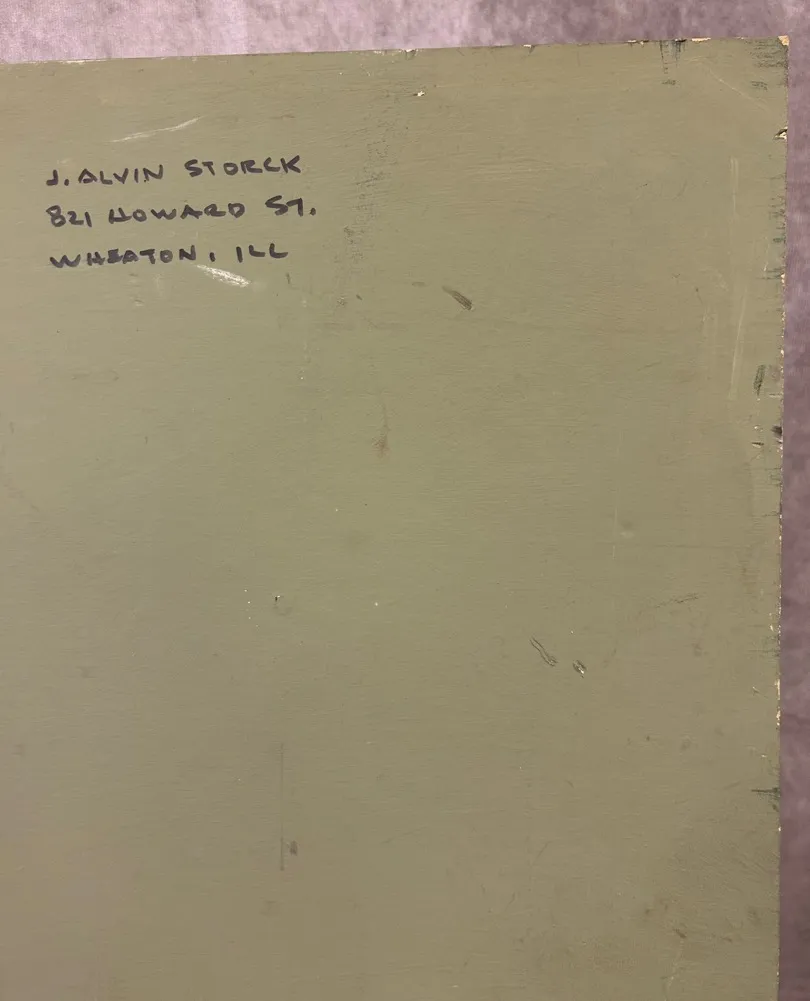 J. ALVIN STORCK
821 HOWARD ST.
WHEATON, ILL